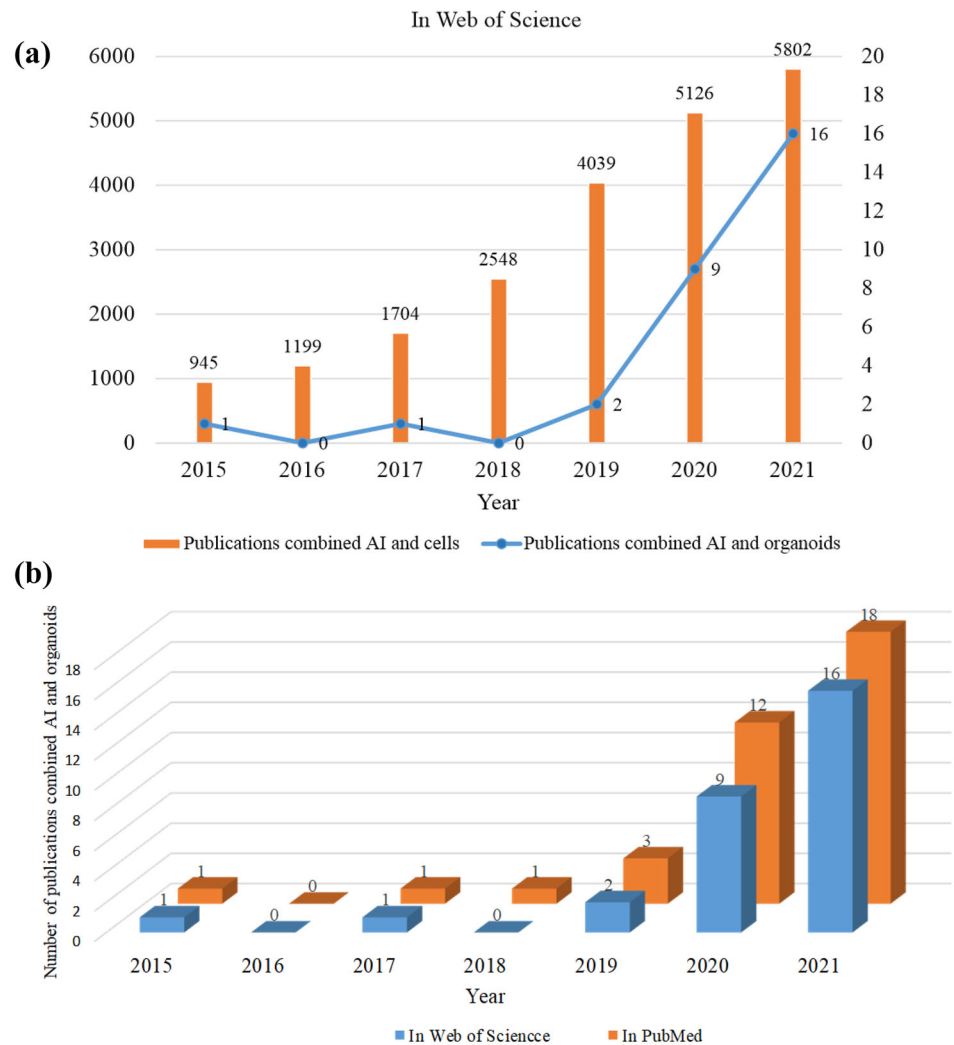 In Web of Science
(a)
6000 5802 20
18
5000 5126 16 16
14
4000 4039 12
3000 10
2548 9
8
2000 1704 6
1199
1000 945 4
2 2
0 1 0 1 0 0
2015 2016 2017 2018 2019 2020 2021
Year
Publications combined AI and cells Publications combined AI and organoids
(b)
Number of publications combined AI and organoids
18
16
14
12
10
8
6
4
2
0
1 0 1 1 3 12 18
1 0 1 0 2 9 16
2015 2016 2017 2018 2019 2020 2021
Year
In Web of Sciencce In PubMed